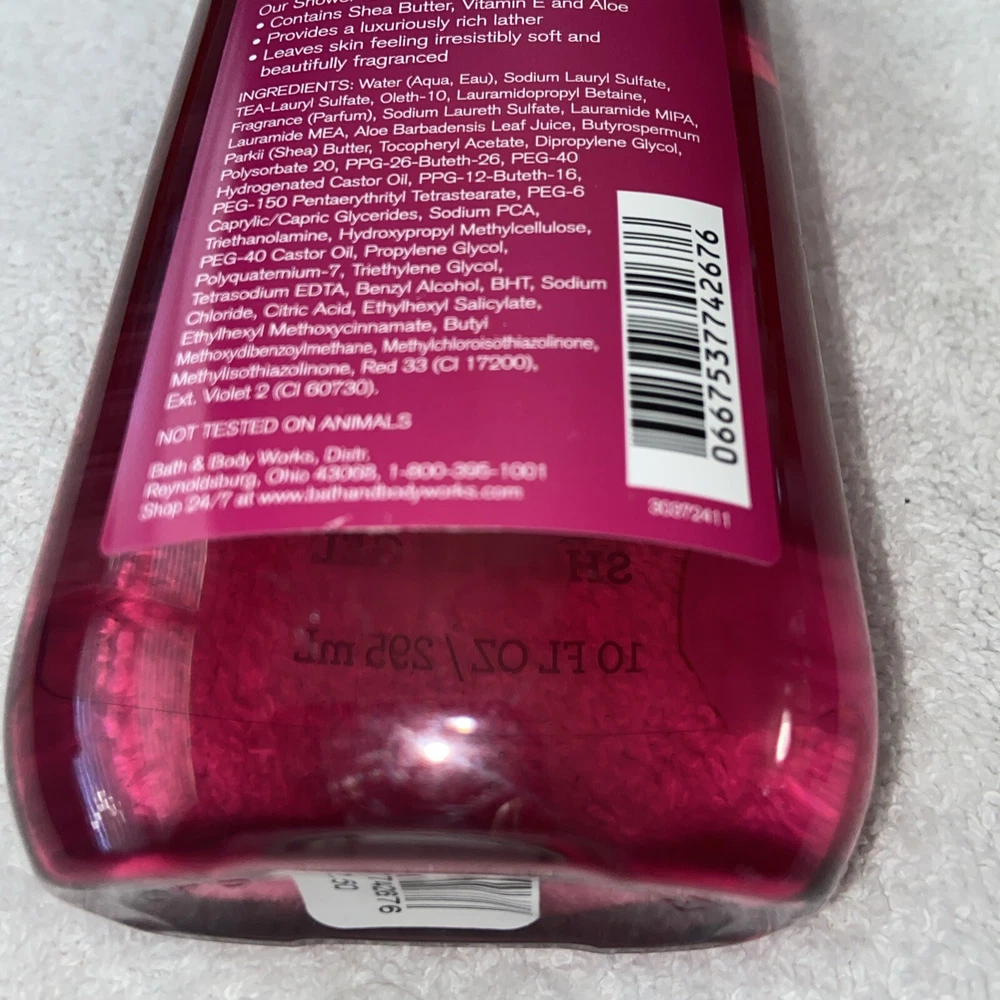 Our Shower
• Contains Shea Butter, Vitamin E and Aloe
• Provides a luxuriously rich lather
• Leaves skin feeling irresistibly soft and
beautifully fragranced
INGREDIENTS: Water (Aqua, Eau), Sodium Lauryl Sulfate,
TEA-Lauryl Sulfate, Oleth-10, Lauramidopropyl Betaine,
Fragrance (Parfum), Sodium Laureth Sulfate, Lauramide MIPA,
Lauramide MEA, Aloe Barbadensis Leaf Juice, Butyrospermum
Parkii (Shea) Butter, Tocopheryl Acetate, Dipropylene Glycol,
Polysorbate 20, PPG-26-Buteth-26, PEG-40
Hydrogenated Castor Oil, PPG-12-Buteth-16,
PEG-150 Pentaerythrityl Tetrastearate, PEG-6
Caprylic/Capric Glycerides, Sodium PCA,
Triethanolamine, Hydroxypropyl Methylcellulose,
PEG-40 Castor Oil, Propylene Glycol,
Polyquaternium-7, Triethylene Glycol,
Tetrasodium EDTA, Benzyl Alcohol, BHT, Sodium
Chloride, Citric Acid, Ethylhexyl Salicylate,
Ethylhexyl Methoxycinnamate, Butyl
Methoxydibenzoylmethane, Methylchloroisothiazolinone,
Methylisothiazolinone, Red 33 (CI 17200),
Ext. Violet 2 (CI 60730).
NOT TESTED ON ANIMALS
Bath & Body Works, Distr.
Reynoldsburg, Ohio 43068, 1-800-395-1001
Shop 24/7 at www.bathandbodyworks.com
0667537742676
30372411
SH
GEL
10 FL OZ / 295 mL
742676
.50